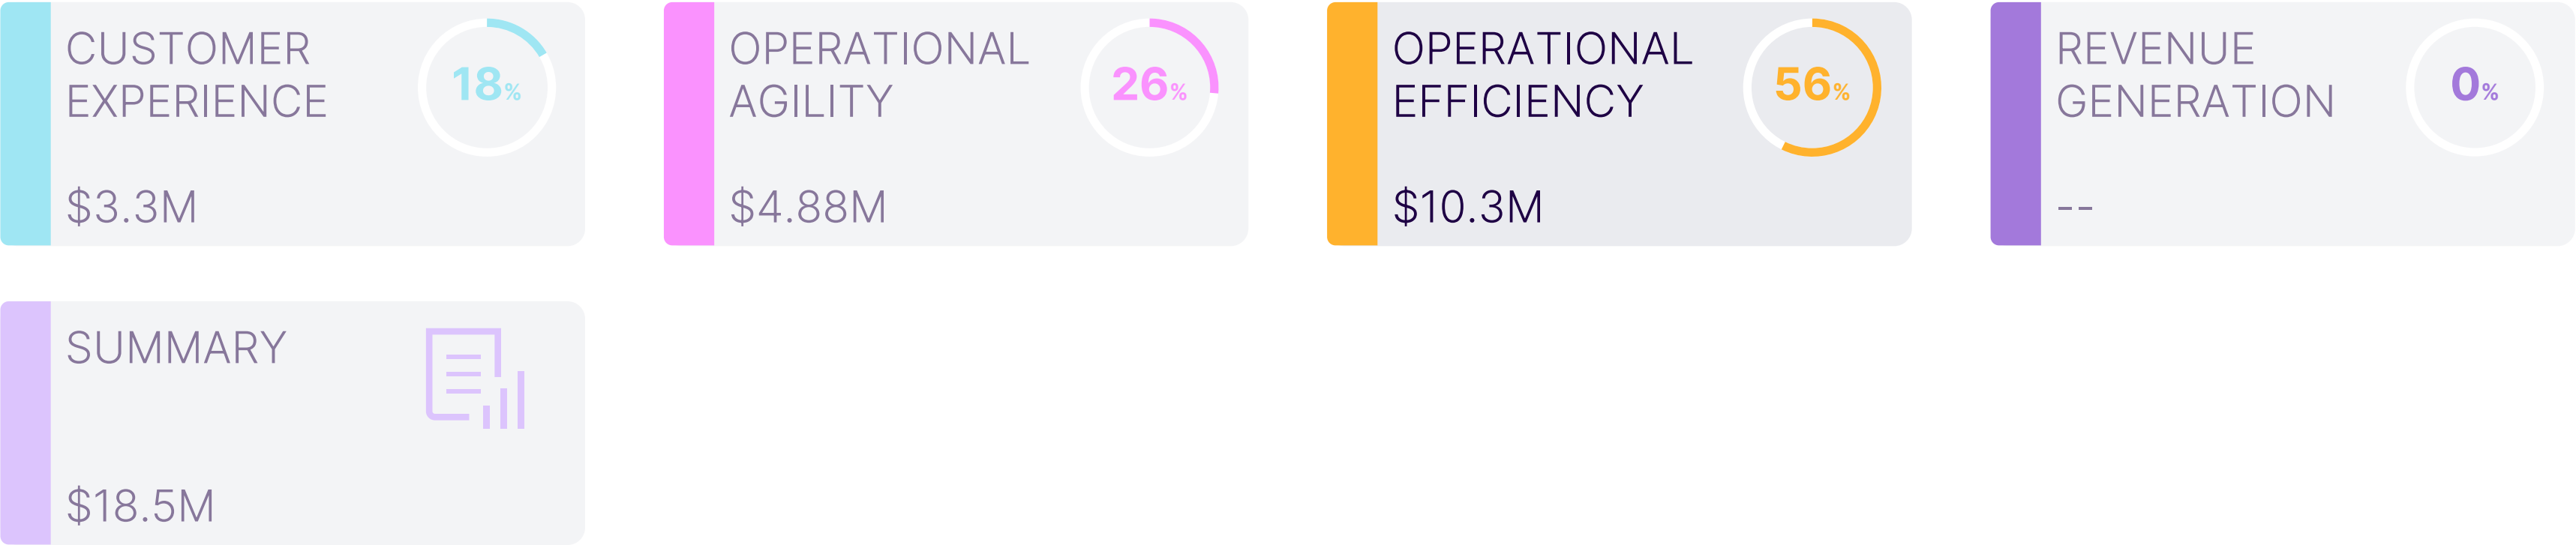 CUSTOMER
EXPERIENCE
18%
$3.3M
OPERATIONAL
AGILITY
26%
$4.88M
OPERATIONAL
EFFICIENCY
56%
$10.3M
REVENUE
GENERATION
0%
--
SUMMARY
$18.5M